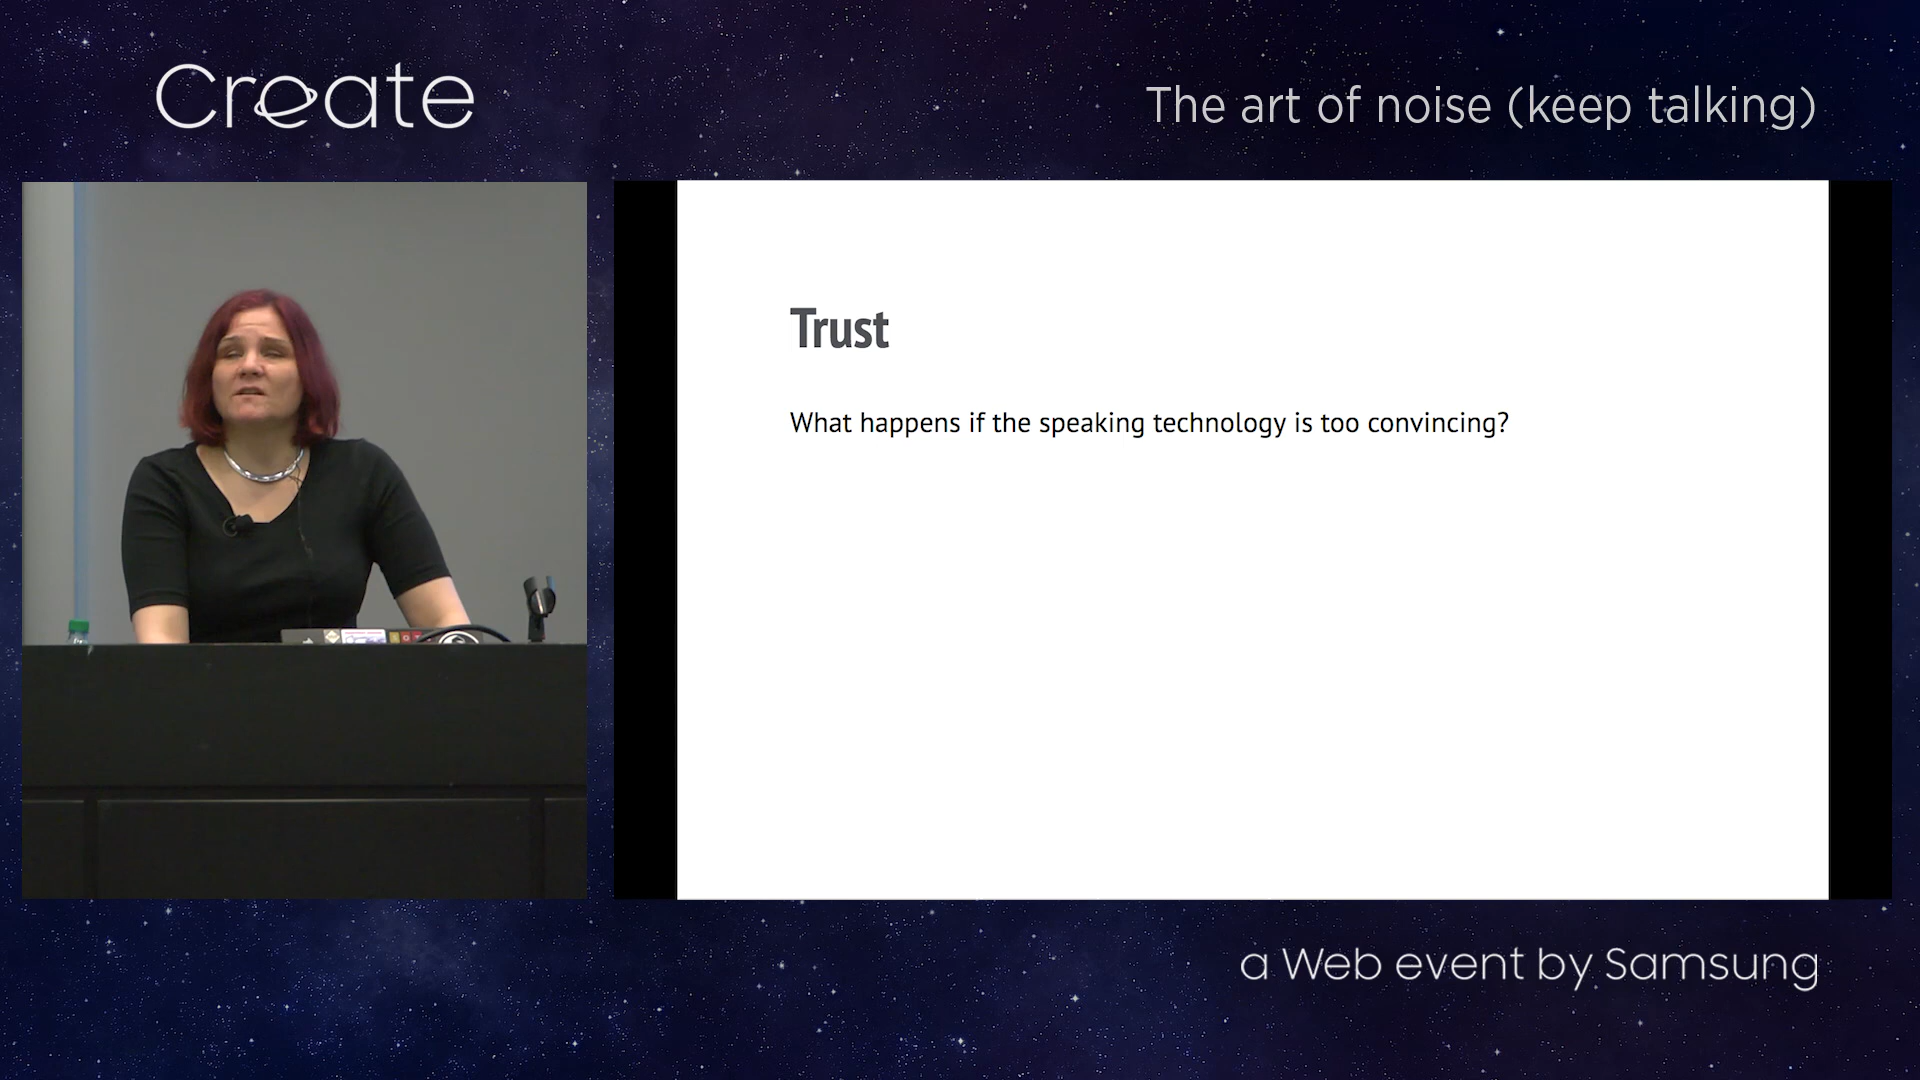 Create
The art of noise (keep talking)
Trust
What happens if the speaking technology is too convincing?
a Web event by Samsung